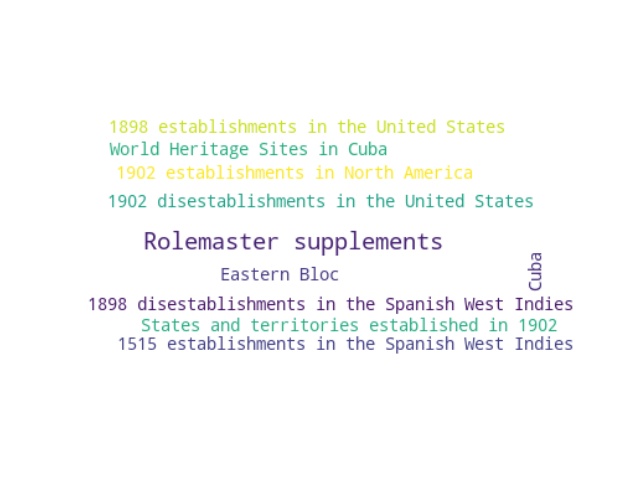 1898 establishments in the United States
World Heritage Sites in Cuba
1902 establishments in North America
1902 disestablishments in the United States
Rolemaster supplements
Eastern Bloc
Cuba
1898 disestablishments in the Spanish West Indies
States and territories established in 1902
1515 establishments in the Spanish West Indies